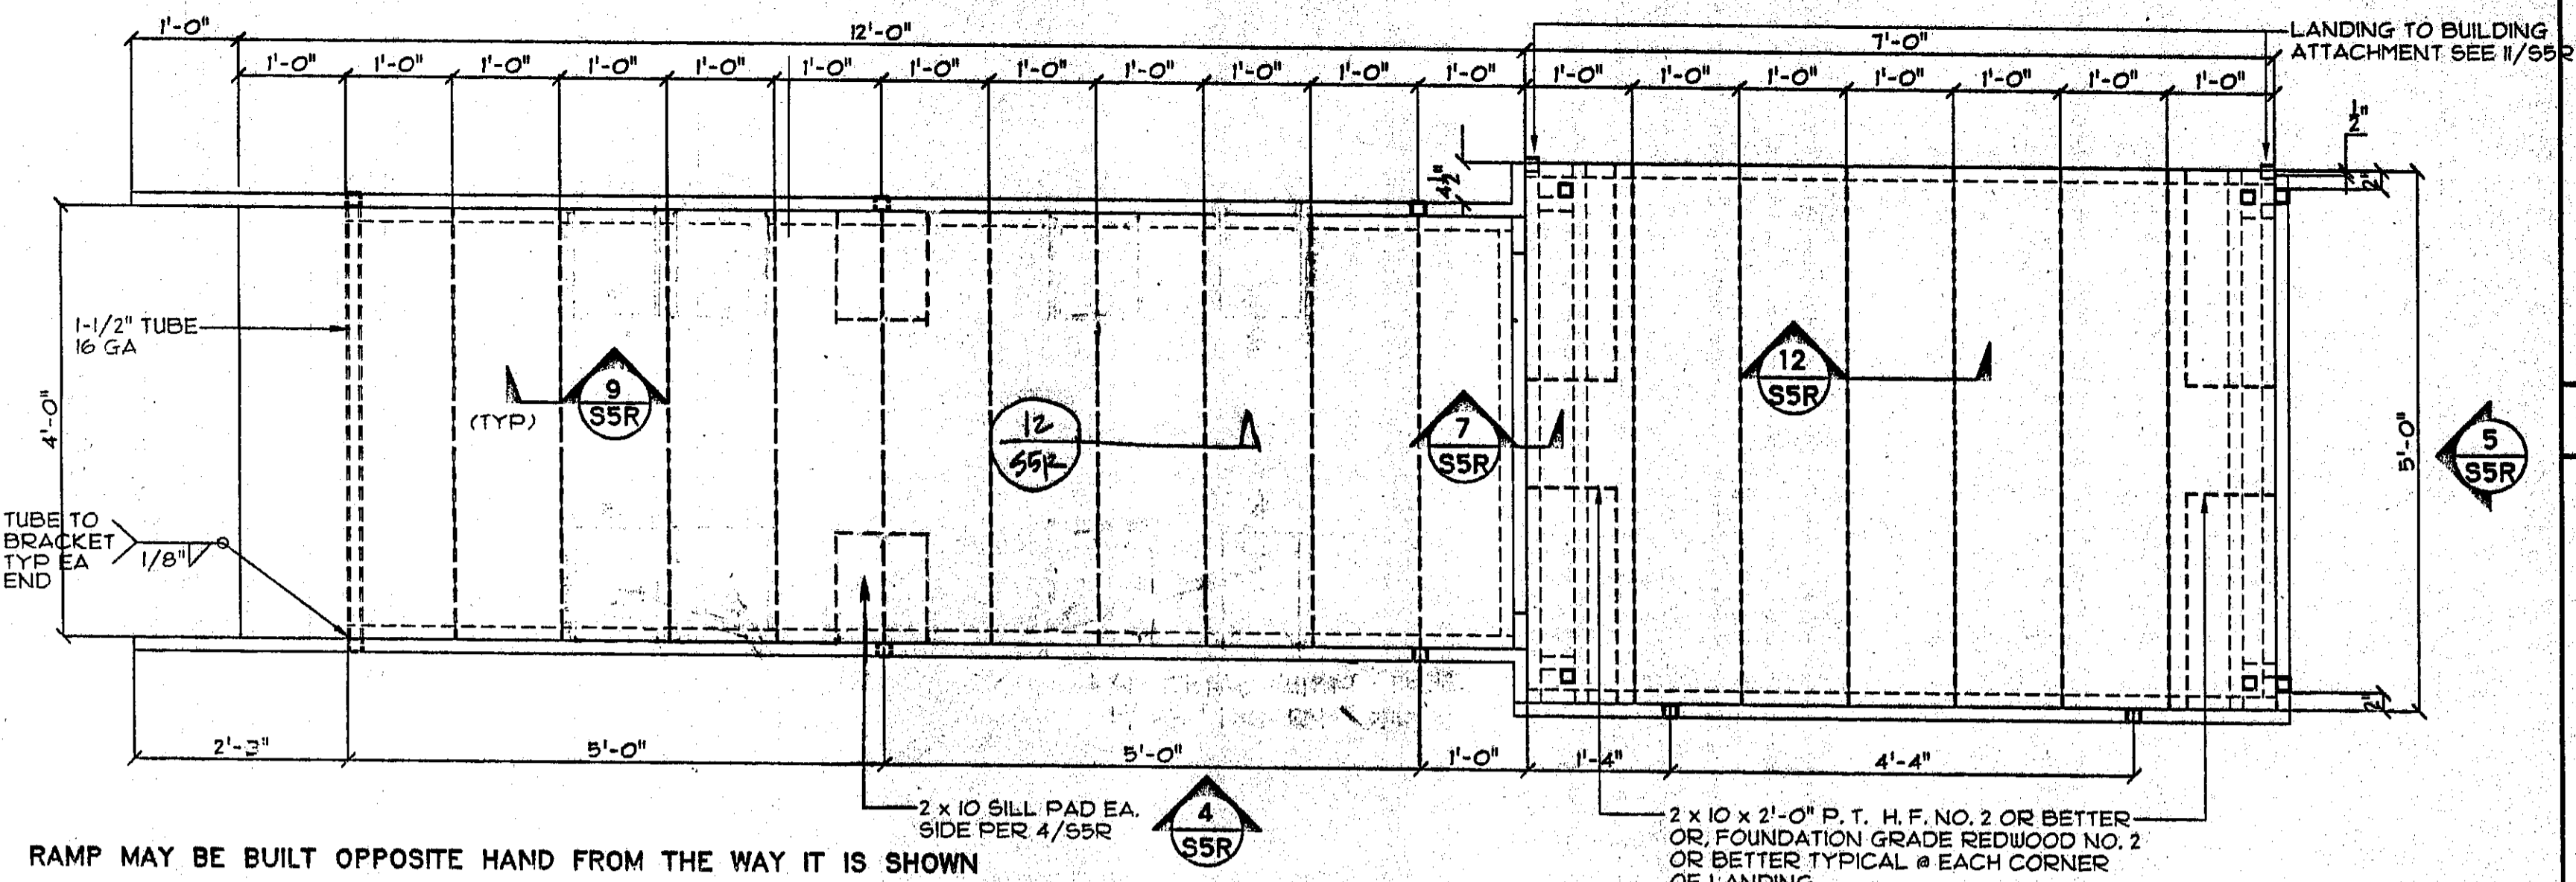 1'-0"
12'-0"
7'-0"
LANDING TO BUILDING
ATTACHMENT SEE 11/S5R
1'-0" 1'-0" 1'-0" 1'-0" 1'-0" 1'-0" 1'-0" 1'-0" 1'-0" 1'-0" 1'-0" 1'-0" 1'-0" 1'-0" 1'-0" 1'-0" 1'-0" 1'-0" 1'-0"
1/2"
4 1/2"
2"
1-1/2" TUBE
16 GA
4'-0"
(TYP)
9
S5R
12
S5R
7
S5R
12
S5R
5'-0"
5
S5R
TUBE TO
BRACKET
TYP EA
END
1/8"
2"
2'-3"
5'-0"
5'-0"
1'-0"
1'-4"
4'-4"
2 x 10 SILL PAD EA.
SIDE PER 4/S5R
4
S5R
2 x 10 x 2'-0" P. T. H. F. NO. 2 OR BETTER
OR, FOUNDATION GRADE REDWOOD NO. 2
OR BETTER TYPICAL @ EACH CORNER
OF LANDING
RAMP MAY BE BUILT OPPOSITE HAND FROM THE WAY IT IS SHOWN